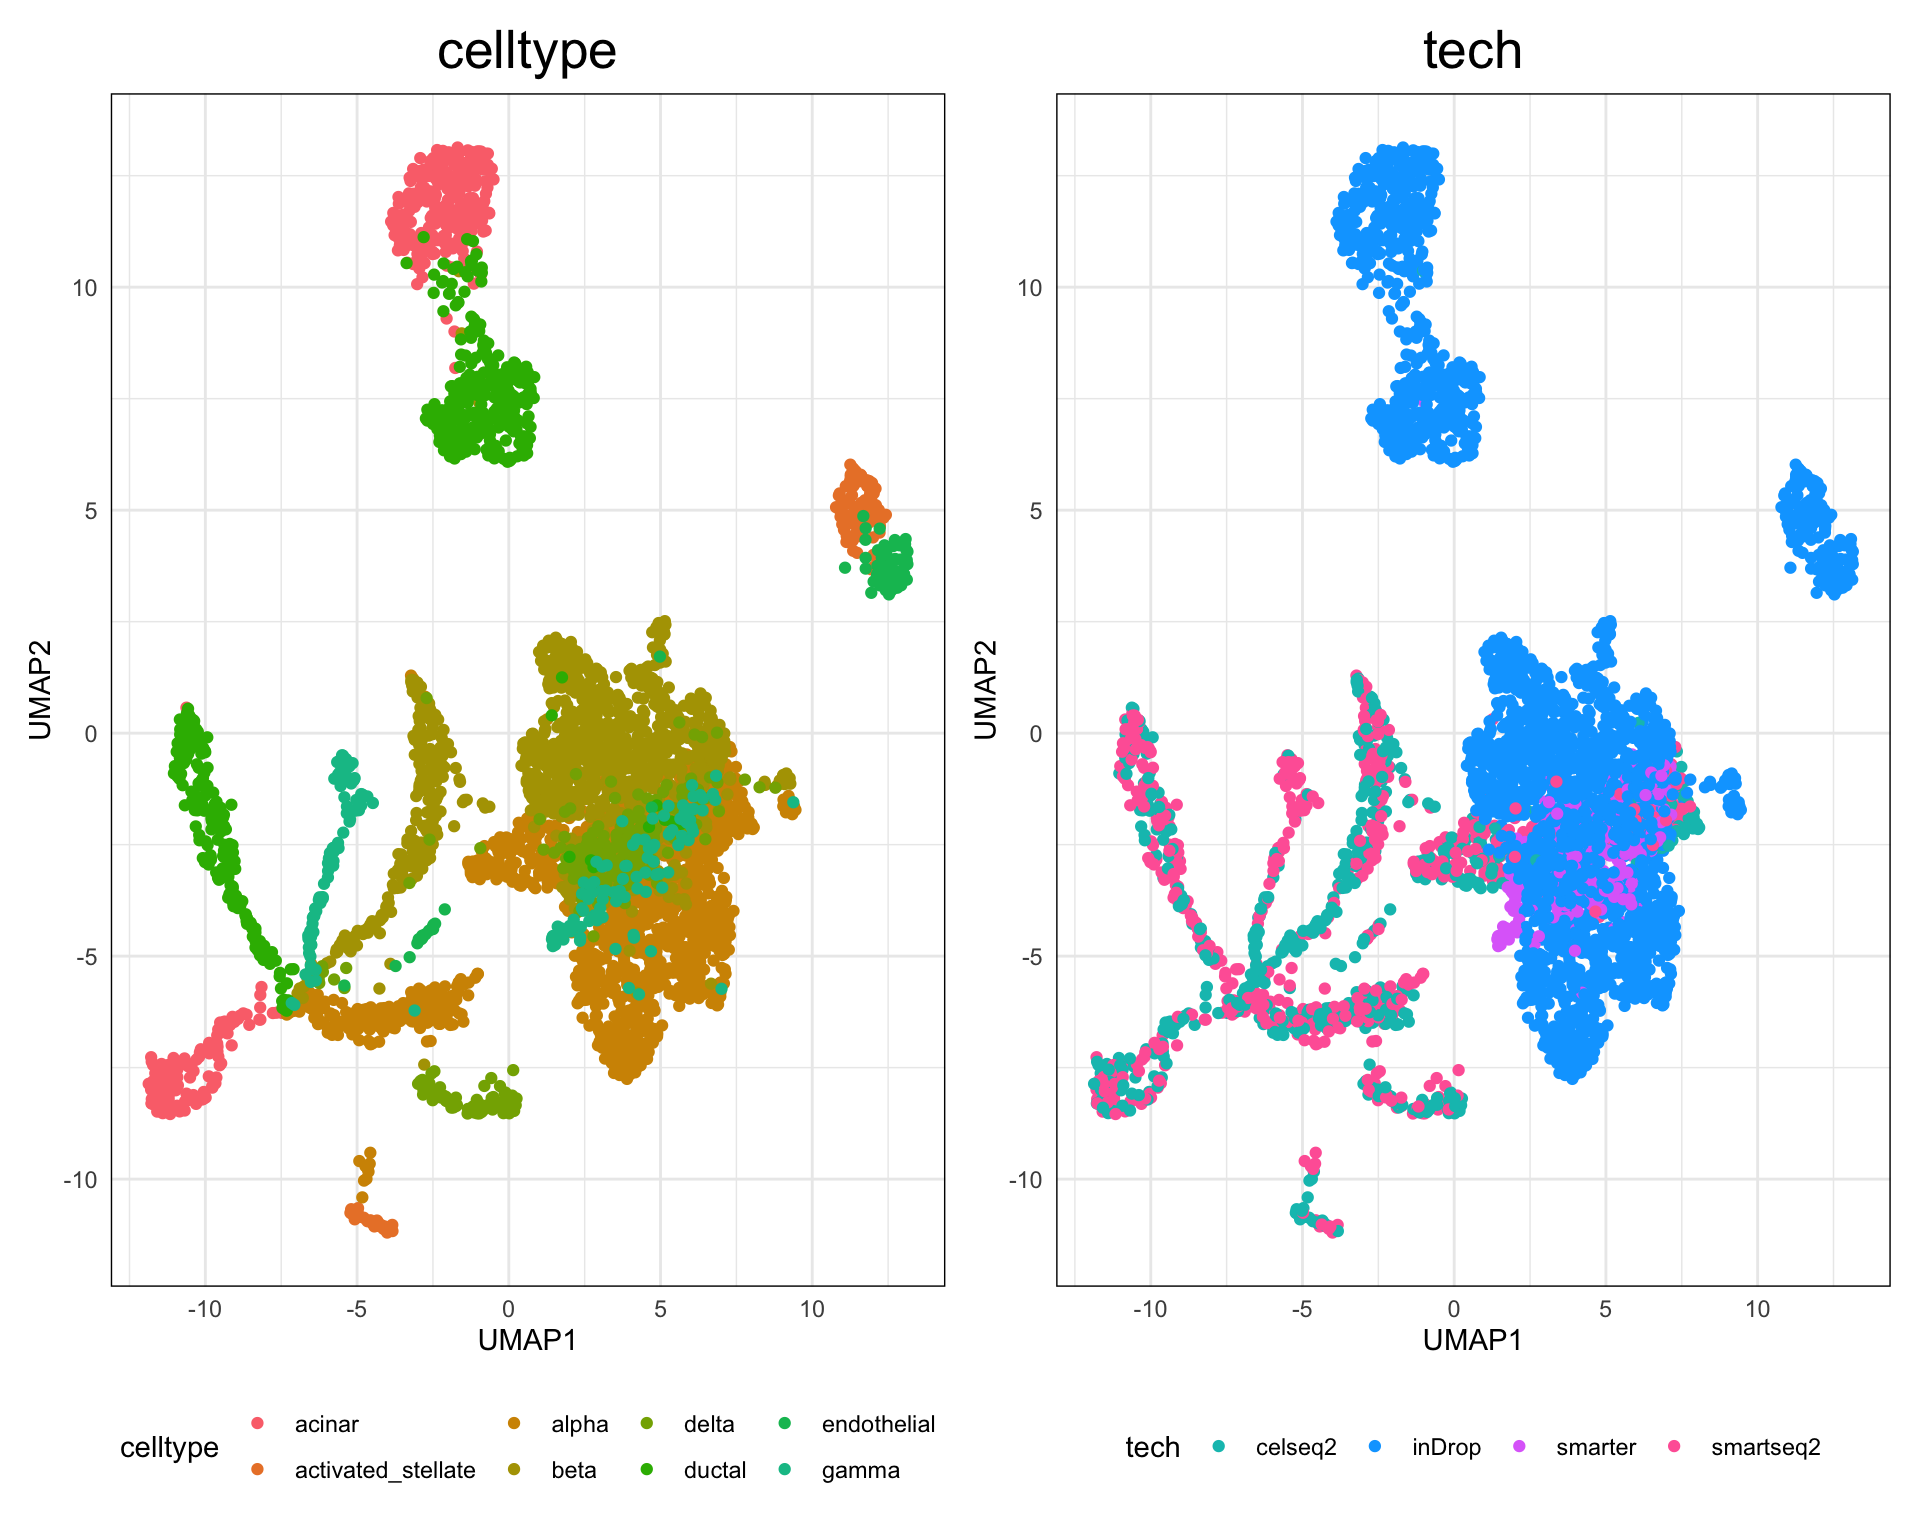 celltype
tech
10
5
0
-5
-10
UMAP2
-10
-5
0
5
10
UMAP1
10
5
0
-5
-10
UMAP2
-10
-5
0
5
10
UMAP1
celltype
acinar
alpha
delta
endothelial
activated_stellate
beta
ductal
gamma
tech
celseq2
inDrop
smarter
smartseq2